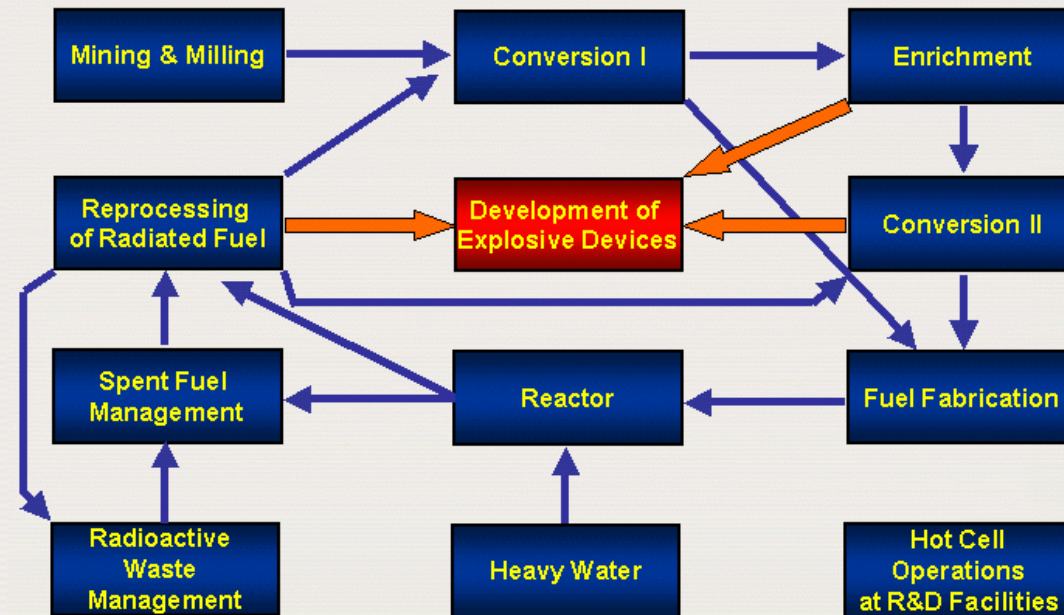 Mining & Milling
Conversion I
Enrichment
Reprocessing
of Radiated Fuel
Development of
Explosive Devices
Conversion II
Spent Fuel
Management
Reactor
Fuel Fabrication
Radioactive
Waste
Management
Heavy Water
Hot Cell
Operations
at R&D Facilities